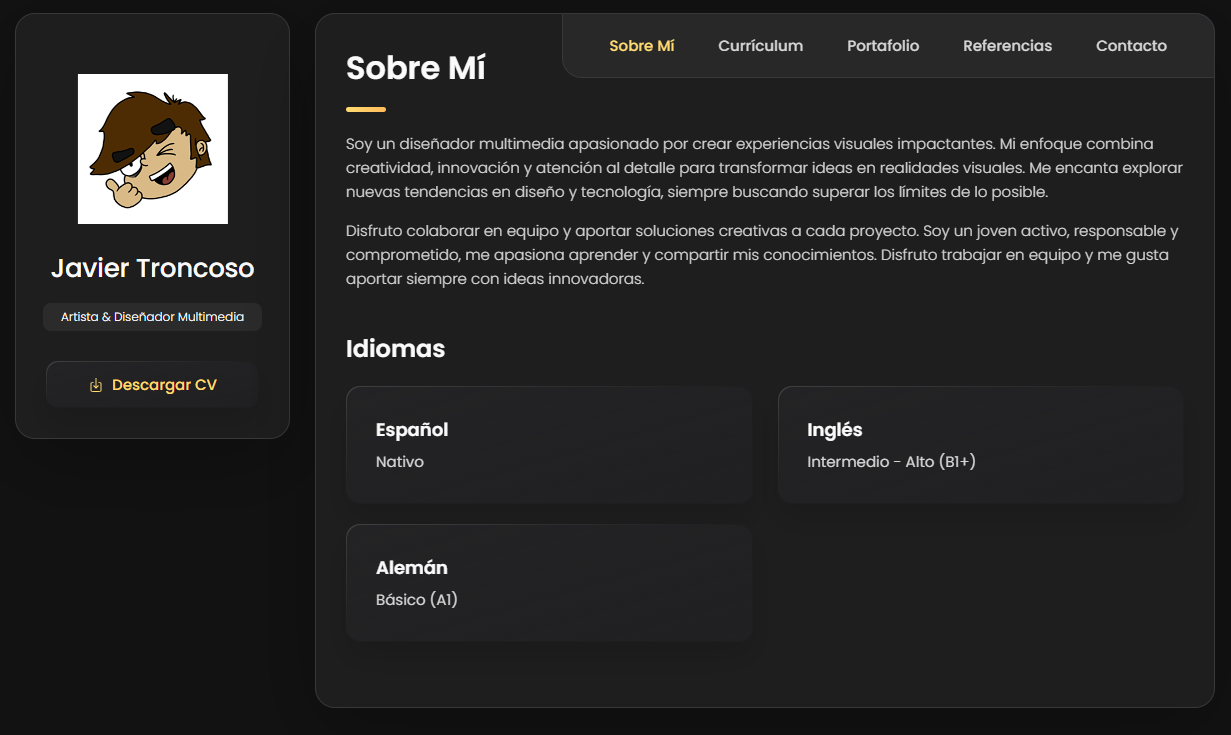 Javier Troncoso
Artista & Diseñador Multimedia
Descargar CV
Sobre Mí
Currículum
Portafolio
Referencias
Contacto
Sobre Mí
Soy un diseñador multimedia apasionado por crear experiencias visuales impactantes. Mi enfoque combina
creatividad, innovación y atención al detalle para transformar ideas en realidades visuales. Me encanta explorar
nuevas tendencias en diseño y tecnología, siempre buscando superar los límites de lo posible.
Disfruto colaborar en equipo y aportar soluciones creativas a cada proyecto. Soy un joven activo, responsable y
comprometido, me apasiona aprender y compartir mis conocimientos. Disfruto trabajar en equipo y me gusta
aportar siempre con ideas innovadoras.
Idiomas
Español
Nativo
Inglés
Intermedio - Alto (B1+)
Alemán
Básico (A1)